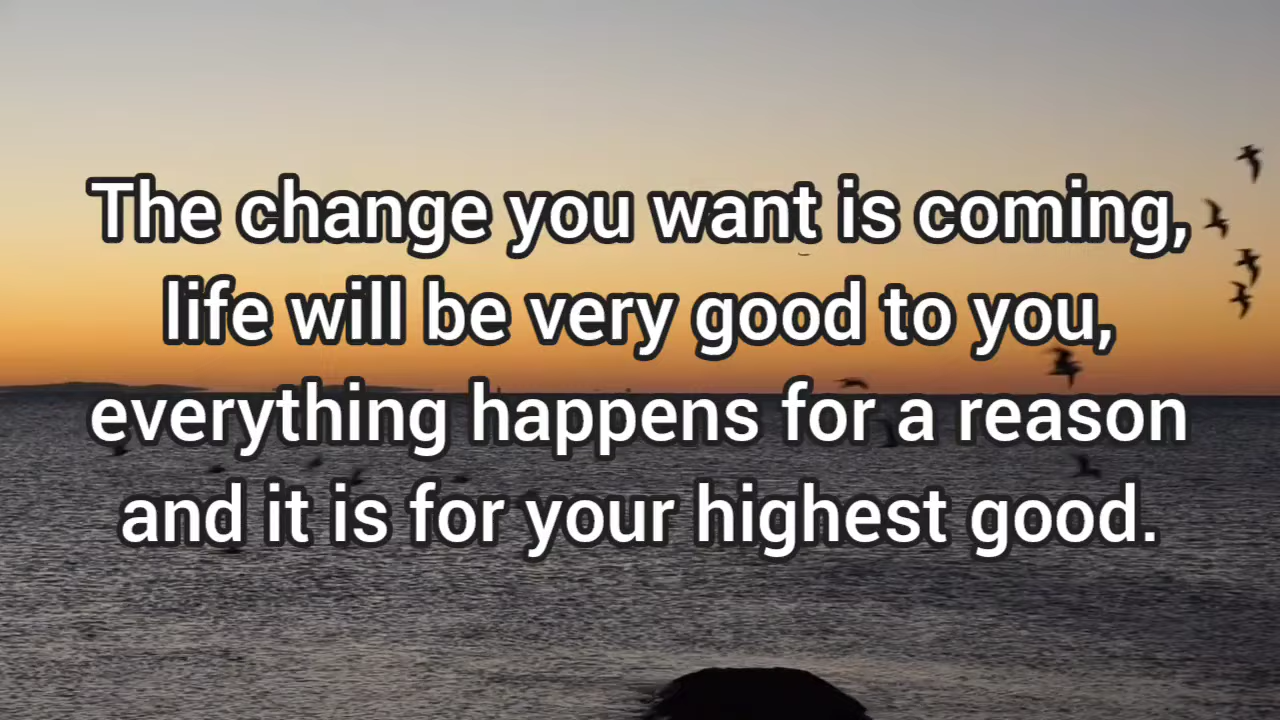 The change you want is coming,
life will be very good to you,
everything happens for a reason
and it is for your highest good.